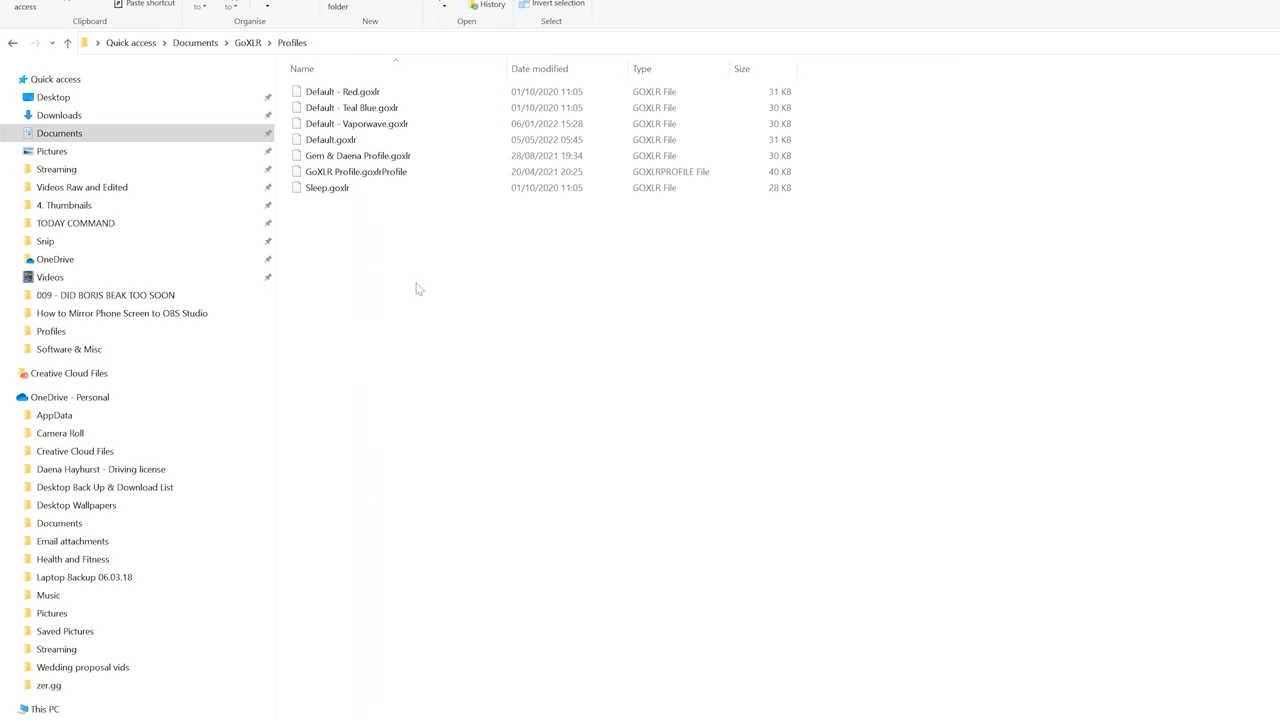 access
Paste shortcut
to
to
folder
History
Invert selection
Clipboard
Organise
New
Open
Select
Quick access > Documents > GoXLR > Profiles
Name
Date modified
Type
Size
Default - Red.goxlr 01/10/2020 11:05 GOXLR File 31 KB
Default - Teal Blue.goxlr 01/10/2020 11:05 GOXLR File 30 KB
Default - Vaporwave.goxlr 06/01/2022 15:28 GOXLR File 30 KB
Default.goxlr 05/05/2022 05:45 GOXLR File 31 KB
Gem & Daena Profile.goxlr 28/08/2021 19:34 GOXLR File 30 KB
GoXLR Profile.goxlrProfile 20/04/2021 20:25 GOXLRPROFILE File 40 KB
Sleep.goxlr 01/10/2020 11:05 GOXLR File 28 KB
Quick access
Desktop
Downloads
Documents
Pictures
Streaming
Videos Raw and Edited
4. Thumbnails
TODAY COMMAND
Snip
OneDrive
Videos
009 - DID BORIS BEAK TOO SOON
How to Mirror Phone Screen to OBS Studio
Profiles
Software & Misc
Creative Cloud Files
OneDrive - Personal
AppData
Camera Roll
Creative Cloud Files
Daena Hayhurst - Driving license
Desktop Back Up & Download List
Desktop Wallpapers
Documents
Email attachments
Health and Fitness
Laptop Backup 06.03.18
Music
Pictures
Saved Pictures
Streaming
Wedding proposal vids
zer.gg
This PC